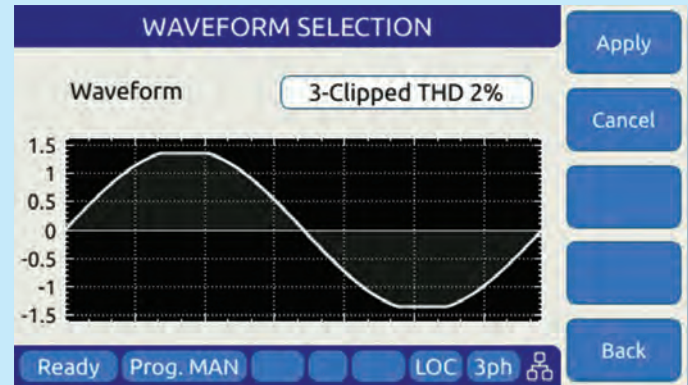 WAVEFORM SELECTION
Waveform
3-Clipped THD 2%
1.5
1
0.5
0
-0.5
-1
-1.5
Ready
Prog. MAN
LOC
3ph
Apply
Cancel
Back